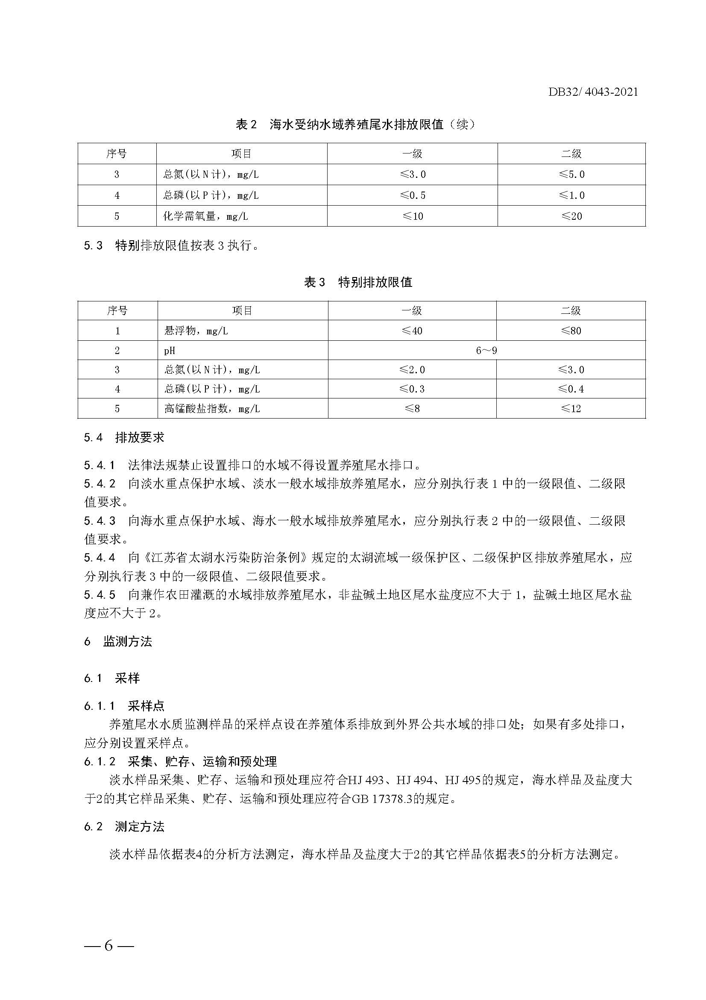 DB32/ 4043-2021
表 2 海水受纳水域养殖尾水排放限值（续）
序号 项目 一级 二级
3 总氮(以 N 计)，mg/L ≤3.0 ≤5.0
4 总磷(以 P 计)，mg/L ≤0.5 ≤1.0
5 化学需氧量，mg/L ≤10 ≤20
5.3 特别排放限值按表 3 执行。
表 3 特别排放限值
序号 项目 一级 二级
1 悬浮物，mg/L ≤40 ≤80
2 pH 6～9
3 总氮(以 N 计)，mg/L ≤2.0 ≤3.0
4 总磷(以 P 计)，mg/L ≤0.3 ≤0.4
5 高锰酸盐指数，mg/L ≤8 ≤12
5.4 排放要求
5.4.1 法律法规禁止设置排口的水域不得设置养殖尾水排口。
5.4.2 向淡水重点保护水域、淡水一般水域排放养殖尾水，应分别执行表 1 中的一级限值、二级限
值要求。
5.4.3 向海水重点保护水域、海水一般水域排放养殖尾水，应分别执行表 2 中的一级限值、二级限
值要求。
5.4.4 向《江苏省太湖水污染防治条例》规定的太湖流域一级保护区、二级保护区排放养殖尾水，应
分别执行表 3 中的一级限值、二级限值要求。
5.4.5 向兼作农田灌溉的水域排放养殖尾水，非盐碱土地区尾水盐度应不大于 1，盐碱土地区尾水盐
度应不大于 2。
6 监测方法
6.1 采样
6.1.1 采样点
养殖尾水水质监测样品的采样点设在养殖体系排放到外界公共水域的排口处；如果有多处排口，
应分别设置采样点。
6.1.2 采集、贮存、运输和预处理
淡水样品采集、贮存、运输和预处理应符合HJ 493、HJ 494、HJ 495的规定，海水样品及盐度大
于2的其它样品采集、贮存、运输和预处理应符合GB 17378.3的规定。
6.2 测定方法
淡水样品依据表4的分析方法测定，海水样品及盐度大于2的其它样品依据表5的分析方法测定。
— 6 —